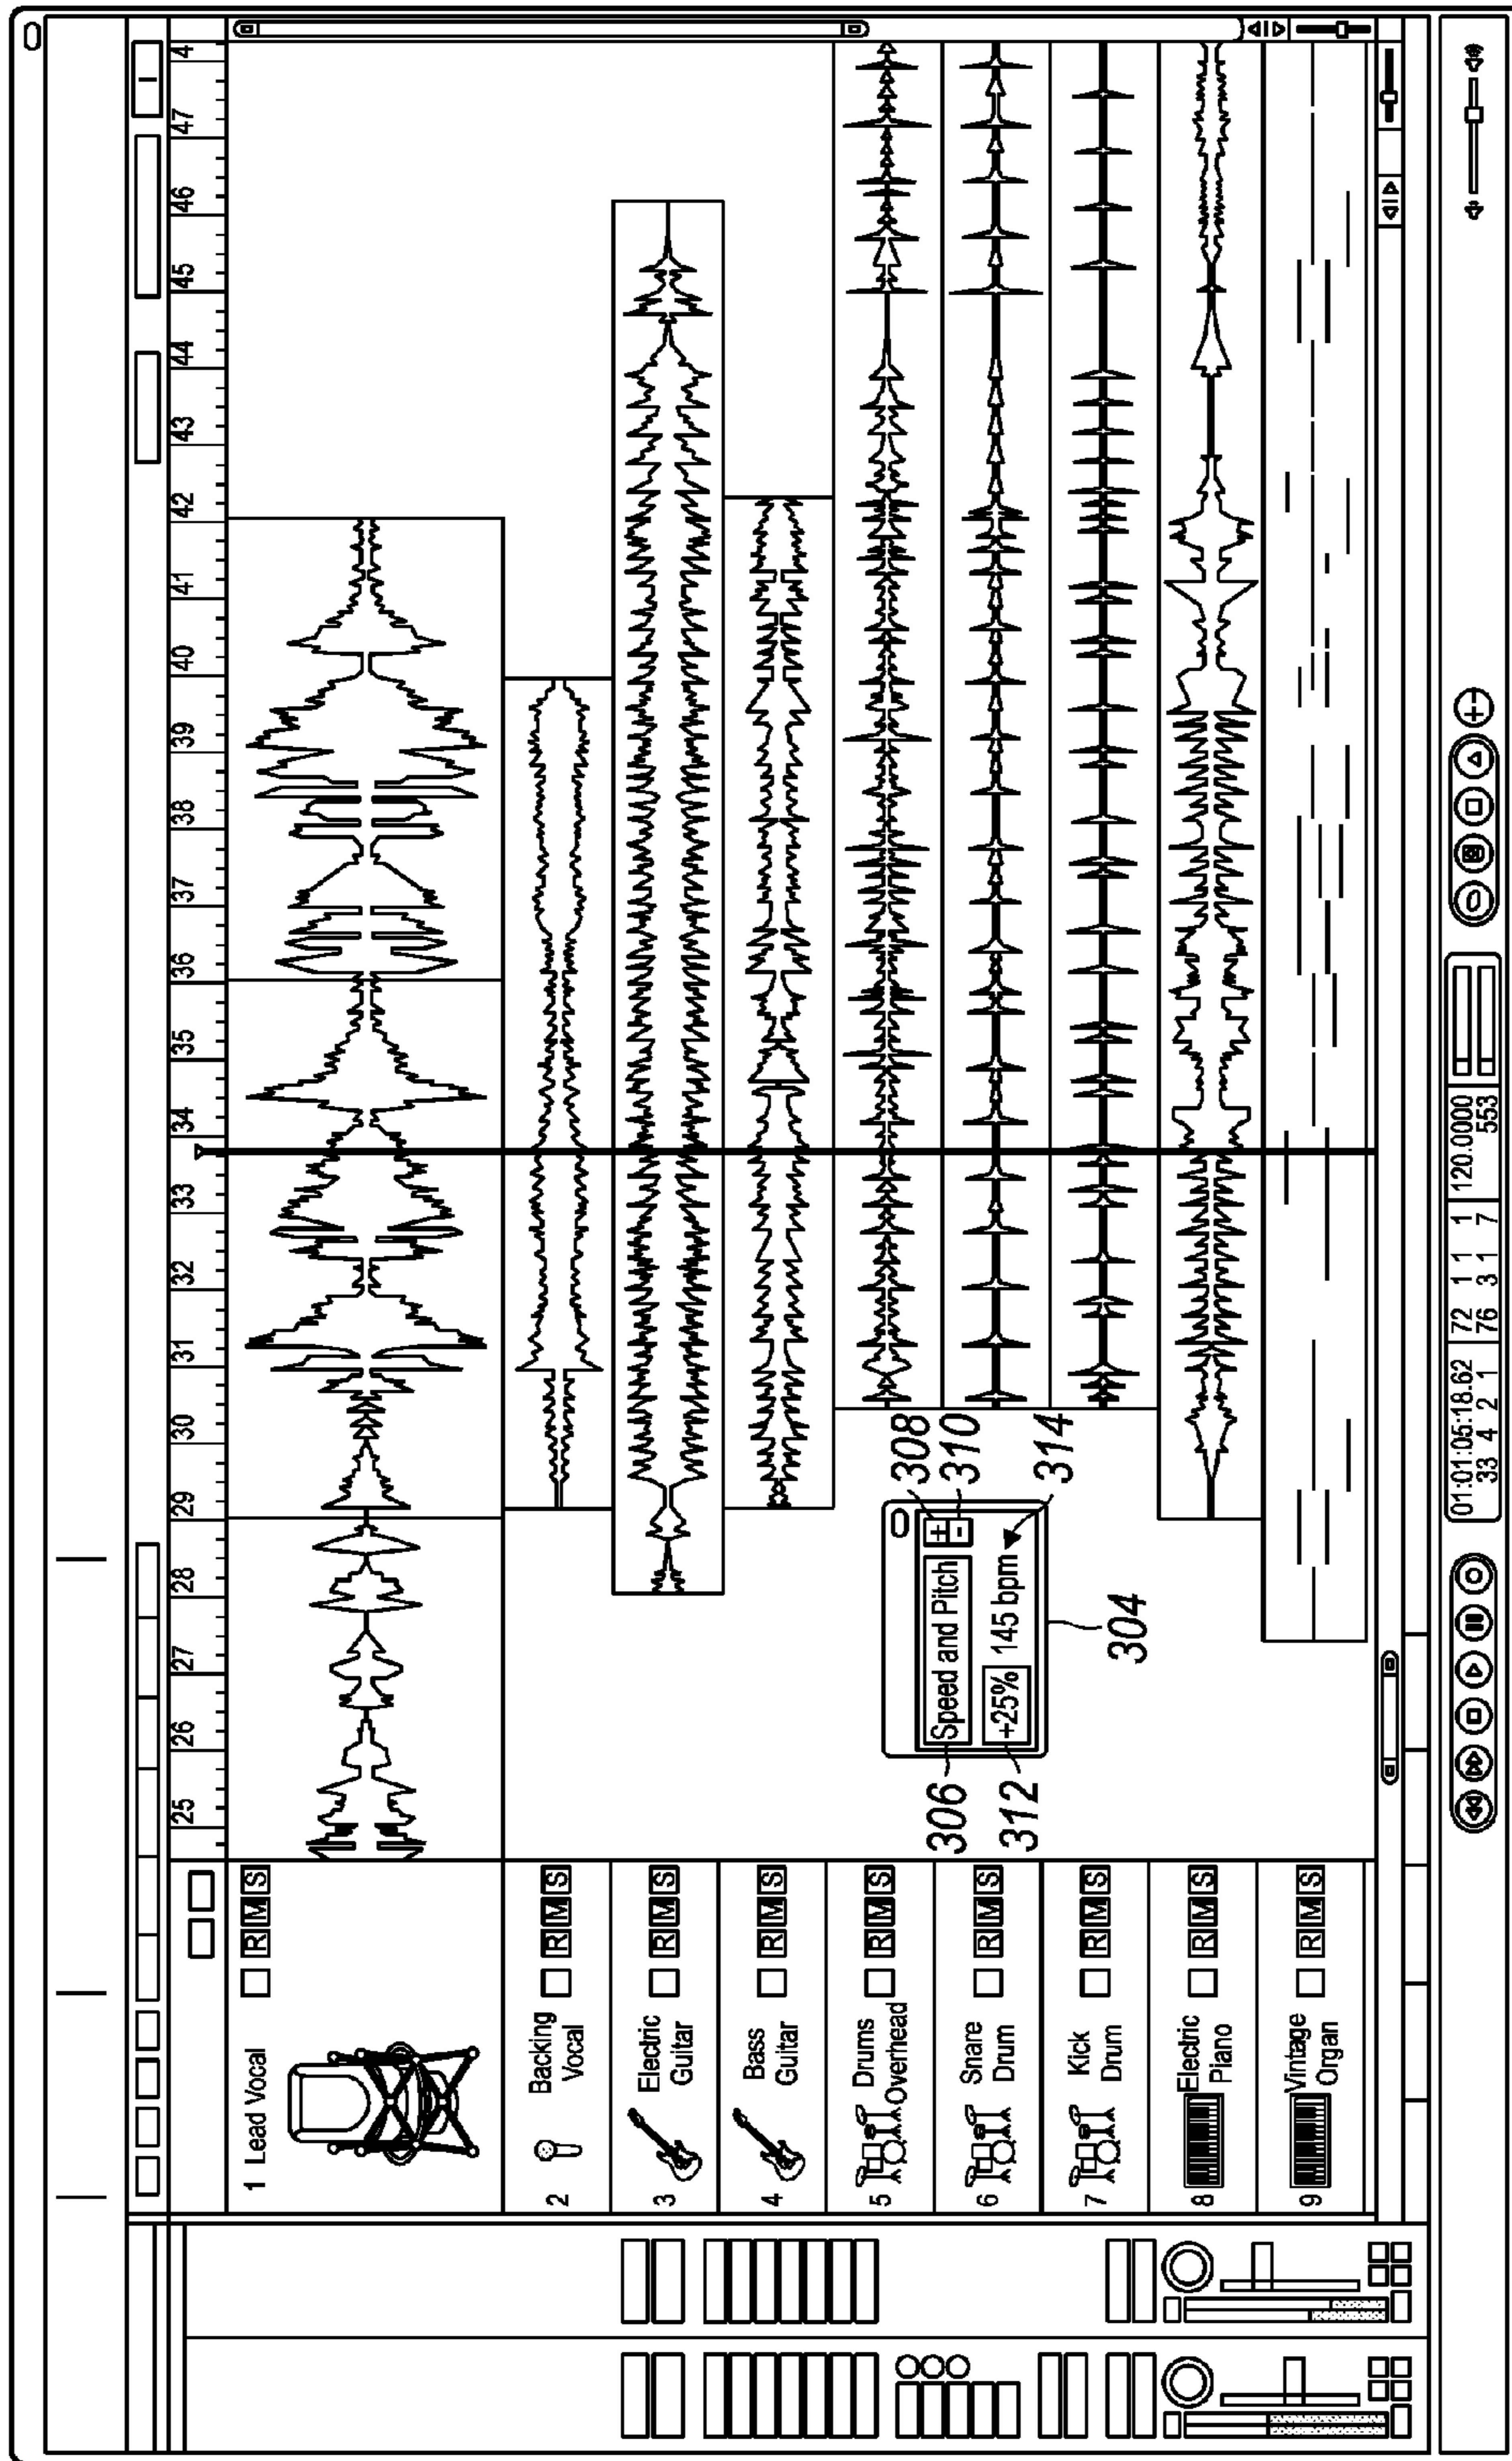 25 26 27 28 29 30 31 32 33 34 35 36 37 38 39 40 41 42 43 44 45 46 47 4
1 Lead Vocal
R M S
2 Backing Vocal
R M S
3 Electric Guitar
R M S
4 Bass Guitar
R M S
5 Drums Overhead
R M S
6 Snare Drum
R M S
7 Kick Drum
R M S
8 Electric Piano
R M S
9 Vintage Organ
R M S
306
Speed and Pitch
+
-
308
310
312
+25% 145 bpm
314
304
01:01:05:18.62
33 4 2 1
72 1 1 1
76 3 1 7
120.0000
553